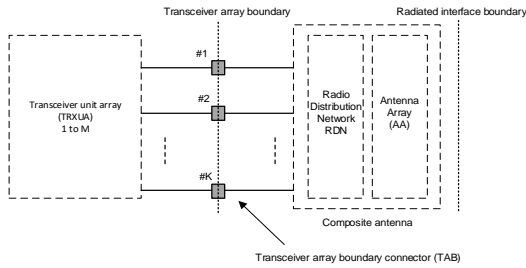 Transceiver array boundary
Radiated interface boundary
#1
#2
#K
Transceiver unit array
(TRXUA)
1 to M
Radio
Distribution
Network
RDN
Antenna
Array
(AA)
Composite antenna
Transceiver array boundary connector (TAB)